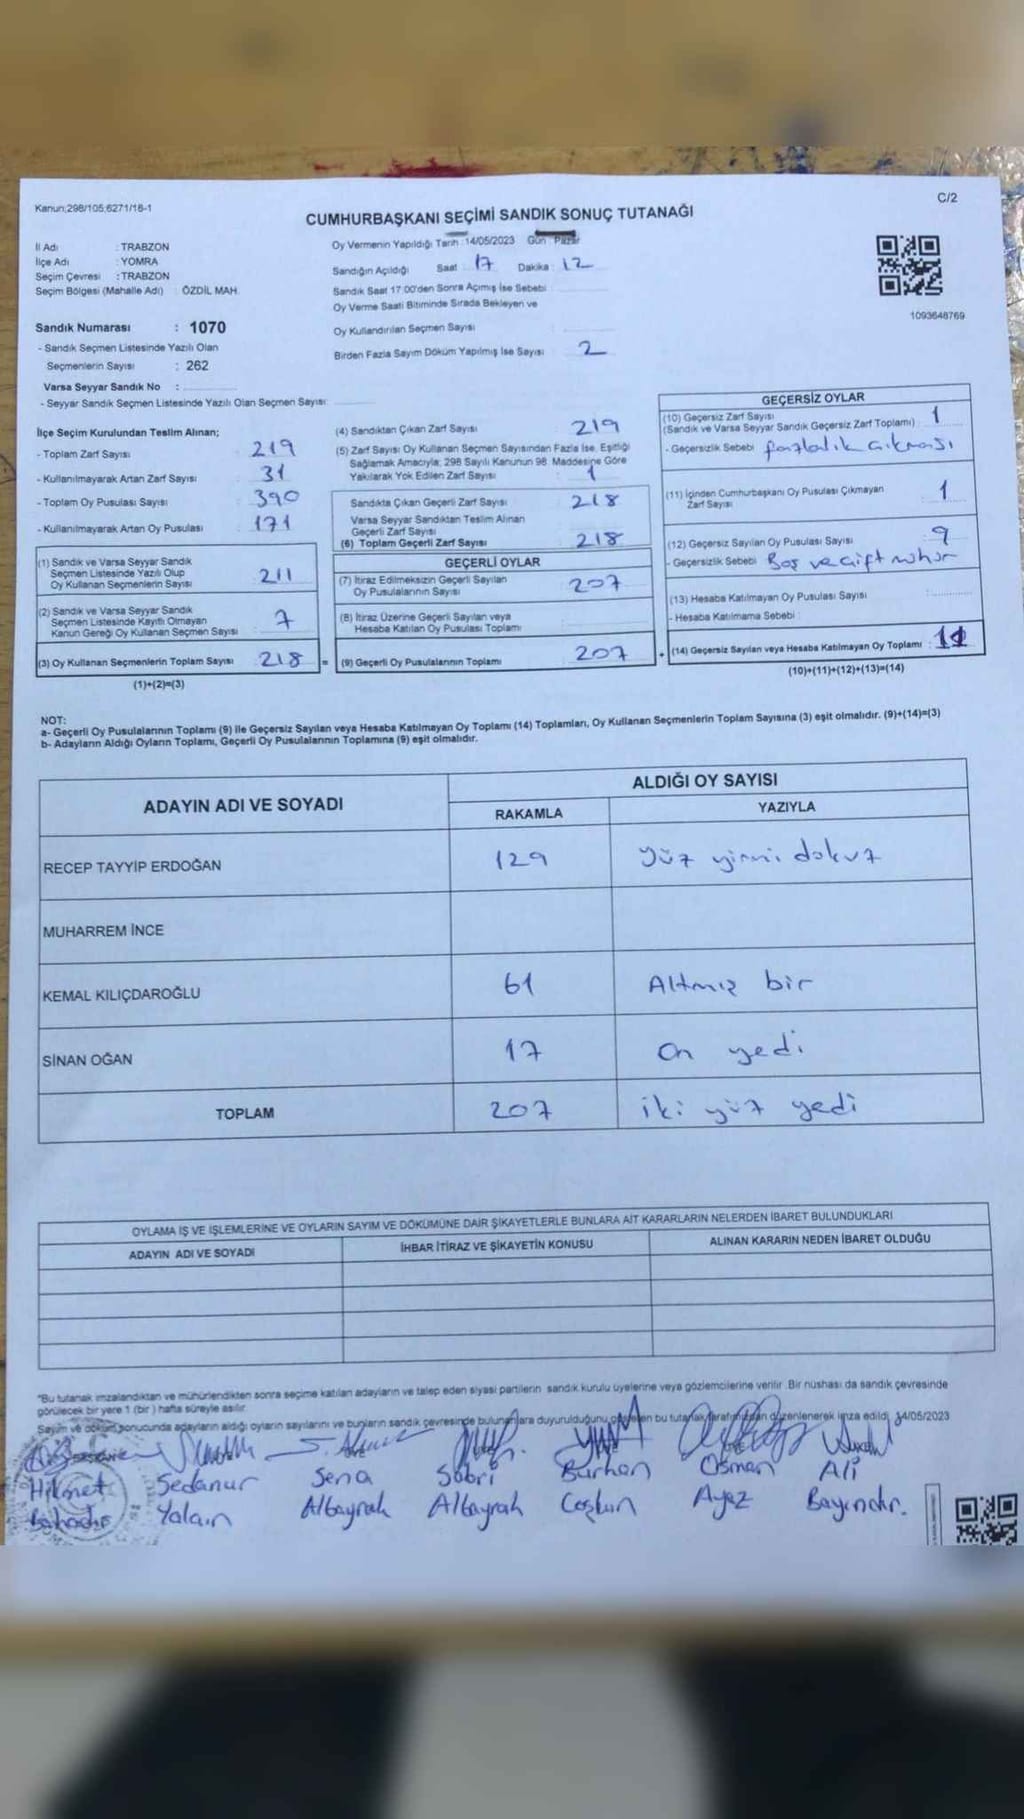 Kanun;298/105;6271/18-1
C/2
CUMHURBAŞKANI SEÇİMİ SANDIK SONUÇ TUTANAĞI
İl Adı : TRABZON
İlçe Adı : YOMRA
Seçim Çevresi : TRABZON
Seçim Bölgesi (Mahalle Adı) : ÖZDİL MAH.
Sandık Numarası : 1070
- Sandık Seçmen Listesinde Yazılı Olan
Seçmenlerin Sayısı : 262
Varsa Seyyar Sandık No :
- Seyyar Sandık Seçmen Listesinde Yazılı Olan Seçmen Sayısı:
Oy Vermenin Yapıldığı Tarih :14/05/2023 Gün : Pazar
Sandığın Açıldığı Saat : 17 Dakika : 12
Sandık Saat 17:00'den Sonra Açımış İse Sebebi :
Oy Verme Saati Bitiminde Sırada Bekleyen ve
Oy Kullandırılan Seçmen Sayısı :
Birden Fazla Sayım Döküm Yapılmış İse Sayısı : 2
1093648769
İlçe Seçim Kurulundan Teslim Alınan;
- Toplam Zarf Sayısı : 219
- Kullanılmayarak Artan Zarf Sayısı : 31
- Toplam Oy Pusulası Sayısı : 390
- Kullanılmayarak Artan Oy Pusulası : 171
(1) Sandık ve Varsa Seyyar Sandık
Seçmen Listesinde Yazılı Olup
Oy Kullanan Seçmenlerin Sayısı : 211
(2) Sandık ve Varsa Seyyar Sandık
Seçmen Listesinde Kayıtlı Olmayan
Kanun Gereği Oy Kullanan Seçmen Sayısı : 7
(3) Oy Kullanan Seçmenlerin Toplam Sayısı : 218 =
(1)+(2)=(3)
(4) Sandıktan Çıkan Zarf Sayısı : 219
(5) Zarf Sayısı Oy Kullanan Seçmen Sayısından Fazla İse, Eşitliği
Sağlamak Amacıyla, 298 Sayılı Kanunun 98. Maddesine Göre
Yakılarak Yok Edilen Zarf Sayısı : 1
Sandıkta Çıkan Geçerli Zarf Sayısı : 218
Varsa Seyyar Sandıktan Teslim Alınan
Geçerli Zarf Sayısı :
(6) Toplam Geçerli Zarf Sayısı : 218
GEÇERLİ OYLAR
(7) İtiraz Edilmeksizin Geçerli Sayılan
Oy Pusulalarının Sayısı : 207
(8) İtiraz Üzerine Geçerli Sayılan veya
Hesaba Katılan Oy Pusulası Toplamı :
(9) Geçerli Oy Pusulalarının Toplamı : 207 +
GEÇERSİZ OYLAR
(10) Geçersiz Zarf Sayısı
(Sandık ve Varsa Seyyar Sandık Geçersiz Zarf Toplamı) : 1
- Geçersizlik Sebebi : fazlalık çıkması
(11) İçinden Cumhurbaşkanı Oy Pusulası Çıkmayan
Zarf Sayısı : 1
(12) Geçersiz Sayılan Oy Pusulası Sayısı : 9
- Geçersizlik Sebebi : Boş ve çift mühür
(13) Hesaba Katılmayan Oy Pusulası Sayısı :
- Hesaba Katılmama Sebebi :
(14) Geçersiz Sayılan veya Hesaba Katılmayan Oy Toplamı : 11
(10)+(11)+(12)+(13)=(14)
NOT:
a- Geçerli Oy Pusulalarının Toplamı (9) ile Geçersiz Sayılan veya Hesaba Katılmayan Oy Toplamı (14) Toplamları, Oy Kullanan Seçmenlerin Toplam Sayısına (3) eşit olmalıdır. (9)+(14)=(3)
b- Adayların Aldığı Oyların Toplamı, Geçerli Oy Pusulalarının Toplamına (9) eşit olmalıdır.
ADAYIN ADI VE SOYADI
ALDIĞI OY SAYISI
RAKAMLA YAZIYLA
RECEP TAYYİP ERDOĞAN 129 Yüz yirmi dokuz
MUHARREM İNCE
KEMAL KILIÇDAROĞLU 61 Altmış bir
SİNAN OĞAN 17 On yedi
TOPLAM 207 iki yüz yedi
OYLAMA İŞ VE İŞLEMLERİNE VE OYLARIN SAYIM VE DÖKÜMÜNE DAİR ŞİKAYETLERLE BUNLARA AİT KARARLARIN NELERDEN İBARET BULUNDUKLARI
ADAYIN ADI VE SOYADI İHBAR İTİRAZ VE ŞİKAYETİN KONUSU ALINAN KARARIN NEDEN İBARET OLDUĞU
*Bu tutanak imzalandıktan ve mühürlendikten sonra seçime katılan adayların ve talep eden siyasi partilerin sandık kurulu üyelerine veya gözlemcilerine verilir. Bir nüshası da sandık çevresinde
görülecek bir yere 1 (bir) hafta süreyle asılır.
Sayım ve döküm sonucunda adayların aldığı oyların sayılarını ve bunların sandık çevresinde bulunanlara duyurulduğunu gösteren bu tutanak tarafımızdan düzenlenerek imza edildi. 14/05/2023
Hikmet Sedanur Sena Sabri Burhan Osman Ali
Bahadır Yalain Albayrak Albayrak Coşkun Ayaz Bayındır.